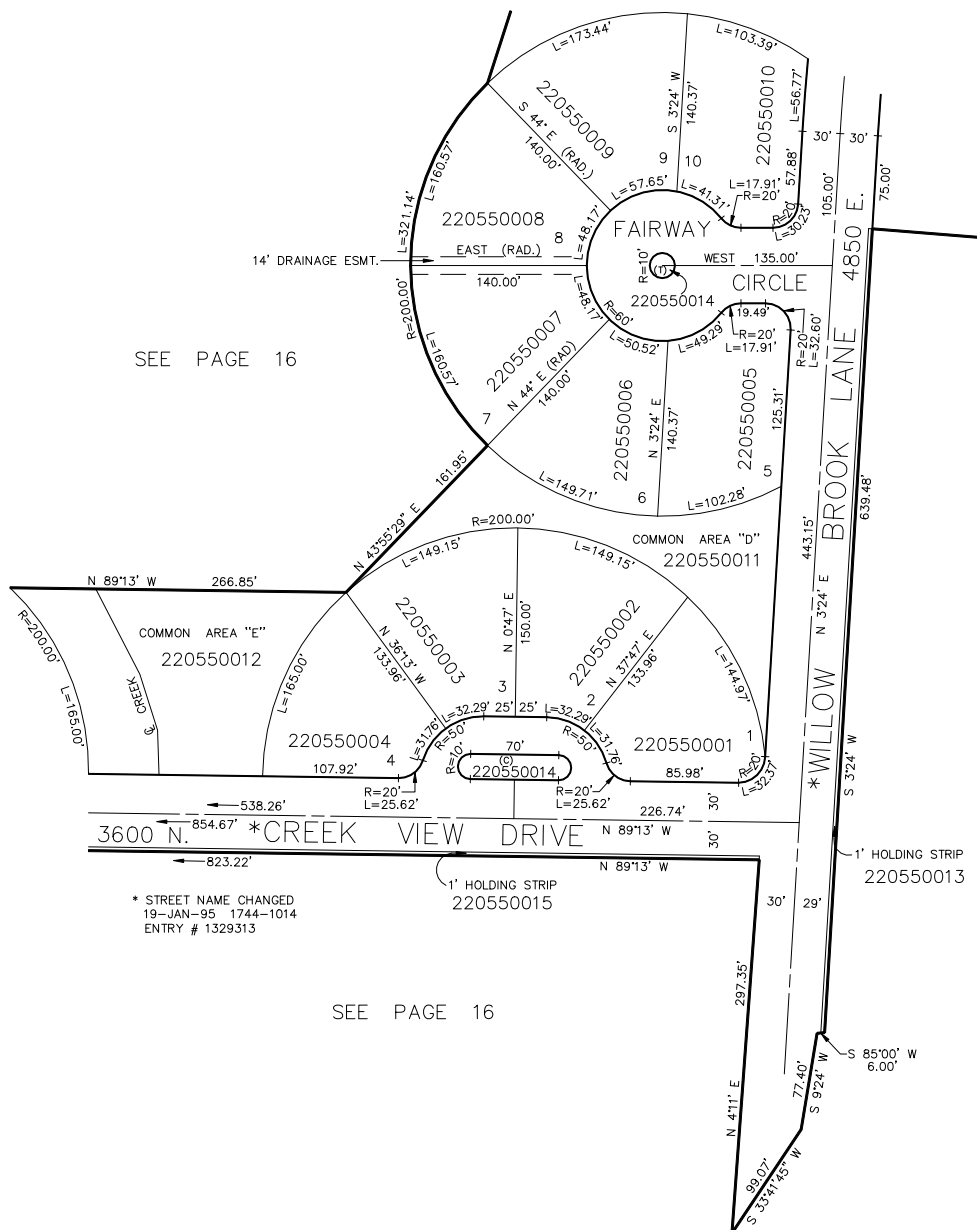 L=173.44'
L=103.39'
L=160.57'
L=321.14'
S 44° E (RAD.)
140.00'
220550009
S 3°24' W
140.37'
220550010
L=56.77'
57.88'
30'
30'
105.00'
75.00'
9
10
L=57.65'
L=41.31'
L=17.91'
R=20'
R=20'
L=30.23'
220550008
8
L=48.17'
FAIRWAY
14' DRAINAGE ESMT.
EAST (RAD.)
140.00'
R=10'
(T)
WEST 135.00'
CIRCLE
220550014
R=200.00'
L=160.57'
L=48.17'
R=60'
L=50.52'
L=49.29'
19.49'
R=20'
L=17.91'
R=20'
L=32.60'
SEE PAGE 16
220550007
N 44° E (RAD)
140.00'
7
220550006
N 3°24' E
140.37'
220550005
125.31'
5
6
L=149.71'
L=102.28'
*WILLOW BROOK LANE 4850 E.
443.15'
N 3°24' E
639.48'
S 3°24' W
N 43°55'29" E
161.95'
R=200.00'
COMMON AREA "D"
220550011
N 89°13' W
266.85'
L=149.15'
L=149.15'
R=200.00'
L=165.00'
COMMON AREA "E"
220550012
℄ CREEK
L=165.00'
N 36°13' W
133.96'
220550003
N 0°47' E
150.00'
220550002
N 37°47' E
133.96'
L=144.97'
3
2
1
220550004
4
107.92'
L=31.76'
L=32.29'
R=50'
25'
25'
L=32.29'
R=50'
L=31.76'
220550001
R=10'
70'
(C)
220550014
R=20'
L=25.62'
R=20'
L=25.62'
85.98'
R=20'
L=32.37'
538.26'
226.74'
30'
854.67'
3600 N. *CREEK VIEW DRIVE
N 89°13' W
30'
823.22'
N 89°13' W
1' HOLDING STRIP
220550015
1' HOLDING STRIP
220550013
* STREET NAME CHANGED
19-JAN-95 1744-1014
ENTRY # 1329313
30'
29'
SEE PAGE 16
297.35'
N 4°11' E
S 85°00' W
6.00'
77.40'
S 9°24' W
99.07'
S 33°41'45" W